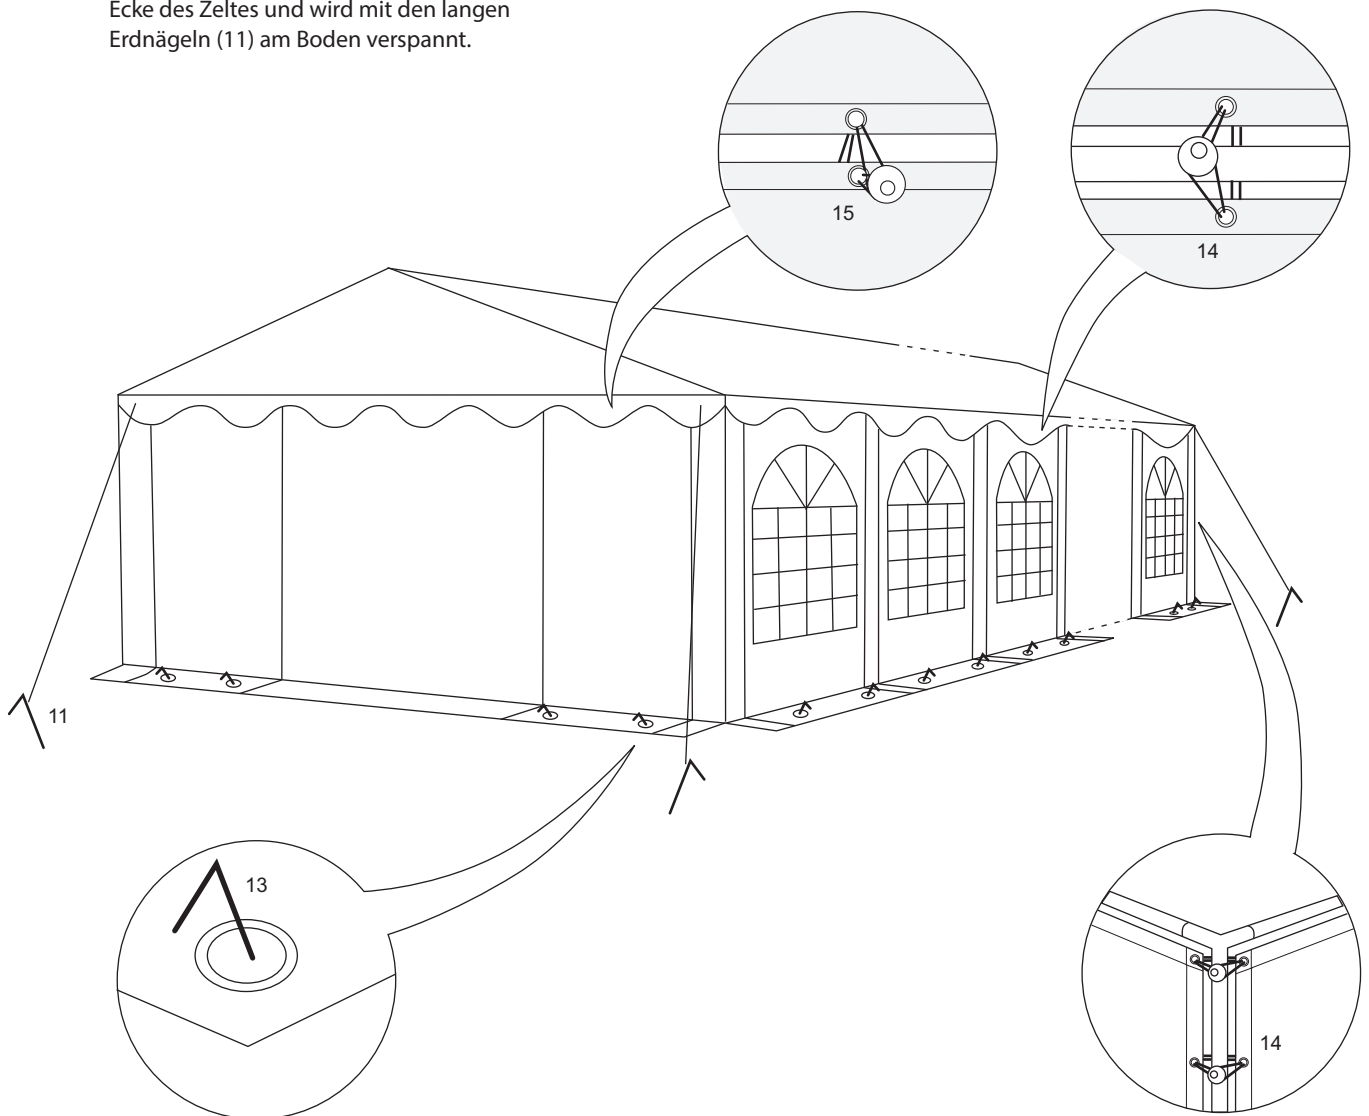 Ecke des Zeltes und wird mit den langen
Erdnägeln (11) am Boden verspannt.
15
14
11
13
14